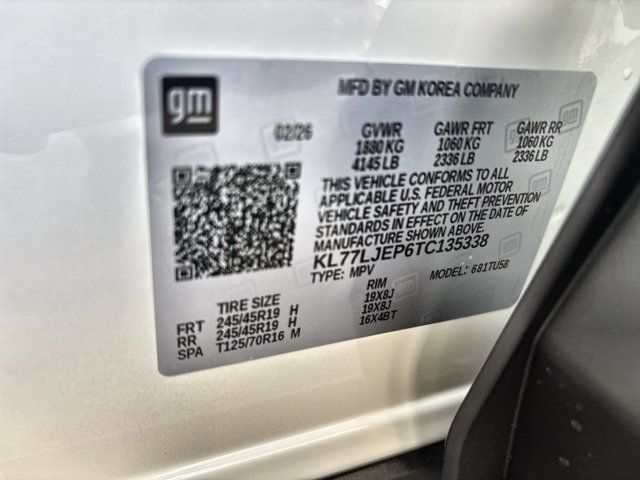 gm
MFD BY GM KOREA COMPANY
02/26 GVWR GAWR FRT GAWR RR
1880 KG 1060 KG 1060 KG
4145 LB 2336 LB 2336 LB
THIS VEHICLE CONFORMS TO ALL
APPLICABLE U.S. FEDERAL MOTOR
VEHICLE SAFETY AND THEFT PREVENTION
STANDARDS IN EFFECT ON THE DATE OF
MANUFACTURE SHOWN ABOVE.
KL77LJEP6TC135338
TYPE: MPV MODEL: 681TU58
TIRE SIZE RIM
FRT 245/45R19 H 19X8J
RR 245/45R19 H 19X8J
SPA T125/70R16 M 16X4BT